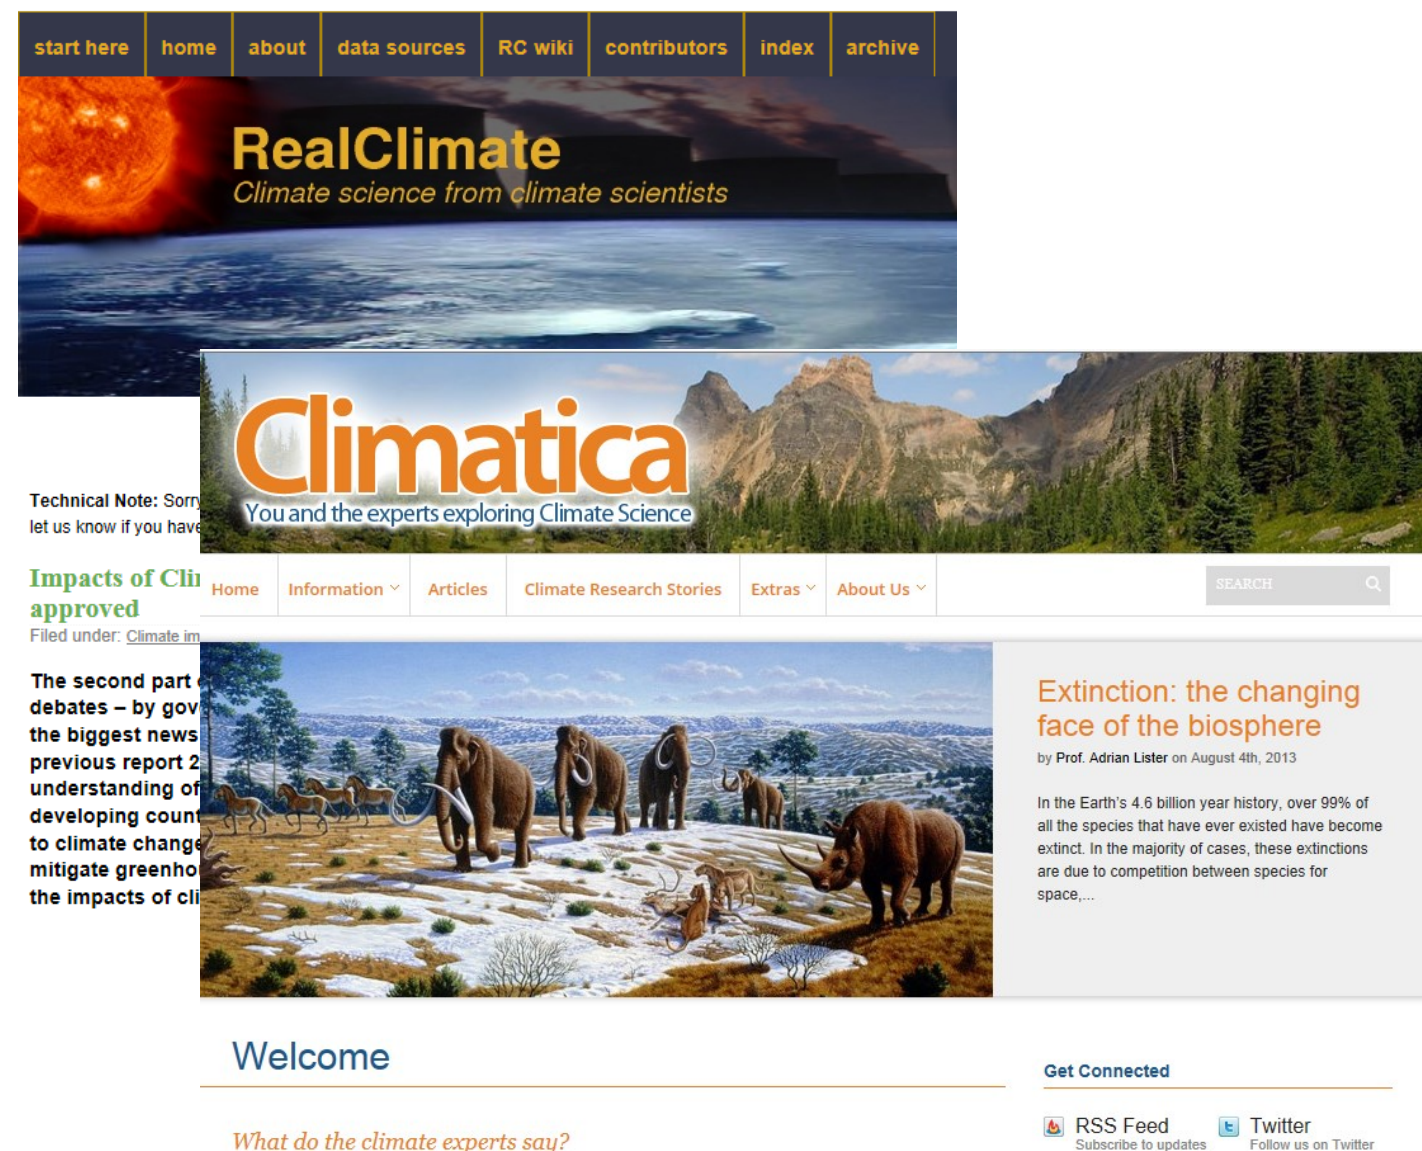 start here home about data sources RC wiki contributors index archive
RealClimate
Climate science from climate scientists
Technical Note: Sorry
let us know if you have
Impacts of Clim
approved
Filed under: Climate im
The second part
debates – by gov
the biggest news
previous report 2
understanding of
developing count
to climate change
mitigate greenho
the impacts of cli
Climatica
You and the experts exploring Climate Science
Home Information Articles Climate Research Stories Extras About Us SEARCH
Extinction: the changing
face of the biosphere
by Prof. Adrian Lister on August 4th, 2013
In the Earth's 4.6 billion year history, over 99% of
all the species that have ever existed have become
extinct. In the majority of cases, these extinctions
are due to competition between species for
space,...
Welcome
What do the climate experts say?
Get Connected
RSS Feed
Subscribe to updates
Twitter
Follow us on Twitter